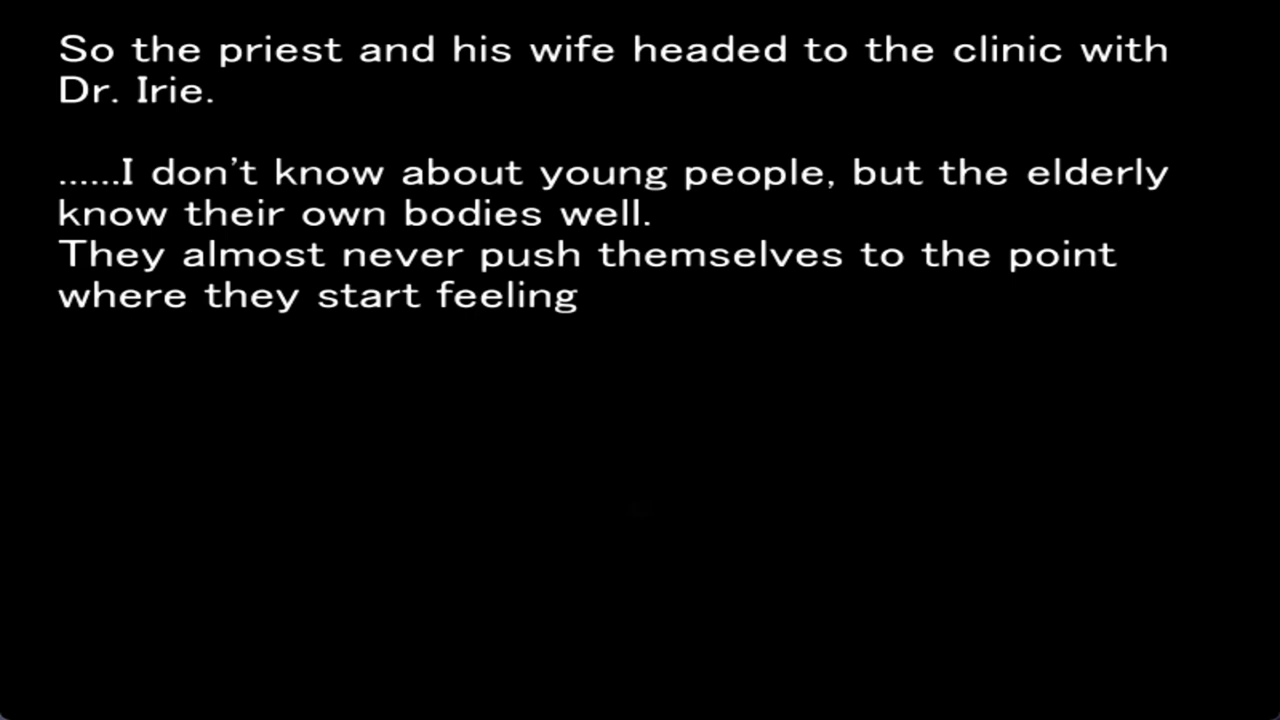 So the priest and his wife headed to the clinic with
Dr. Irie.
......I don't know about young people, but the elderly
know their own bodies well.
They almost never push themselves to the point
where they start feeling